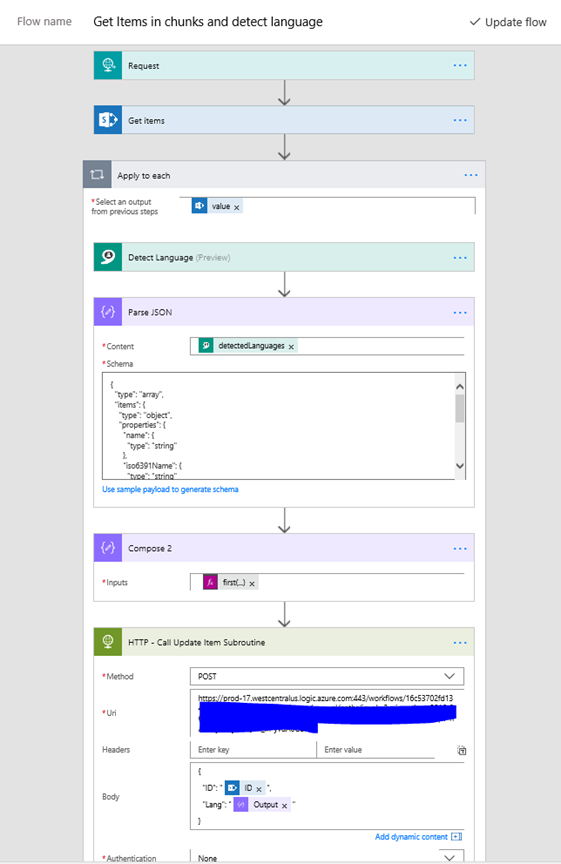 Flow name Get Items in chunks and detect language Update flow
Request ...
Get items ...
Apply to each ...
*Select an output
from previous steps
value x
Detect Language (Preview) ...
Parse JSON ...
*Content detectedLanguages x
*Schema
{
"type": "array",
"items": {
"type": "object",
"properties": {
"name": {
"type": "string"
},
"iso6391Name": {
"type": "string"
Use sample payload to generate schema
Compose 2 ...
*Inputs fx first(...) x
HTTP - Call Update Item Subroutine ...
*Method POST
*Uri https://prod-17.westcentralus.logic.azure.com:443/workflows/16c53702fd13
Headers Enter key Enter value
Body
{
"ID": " ID x ",
"Lang": " Output x "
}
Add dynamic content
*Authentication None